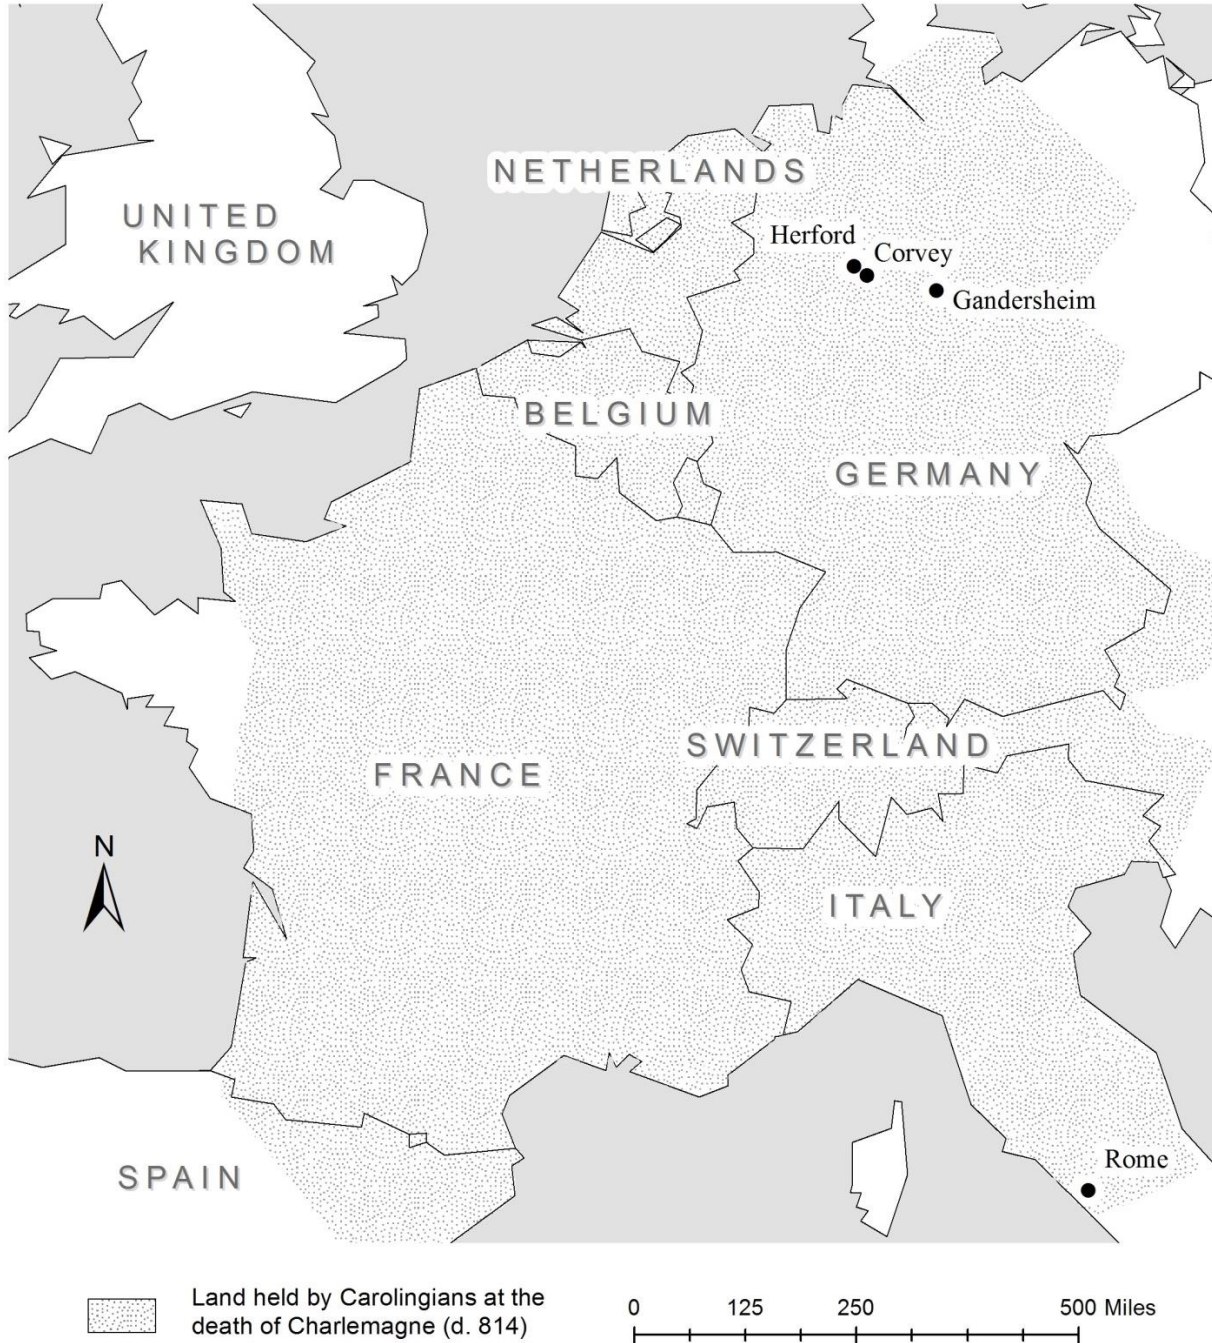 NETHERLANDS
UNITED
KINGDOM
Herford
Corvey
Gandersheim
BELGIUM
GERMANY
SWITZERLAND
FRANCE
N
ITALY
Rome
SPAIN
Land held by Carolingians at the
death of Charlemagne (d. 814)
0 125 250 500 Miles